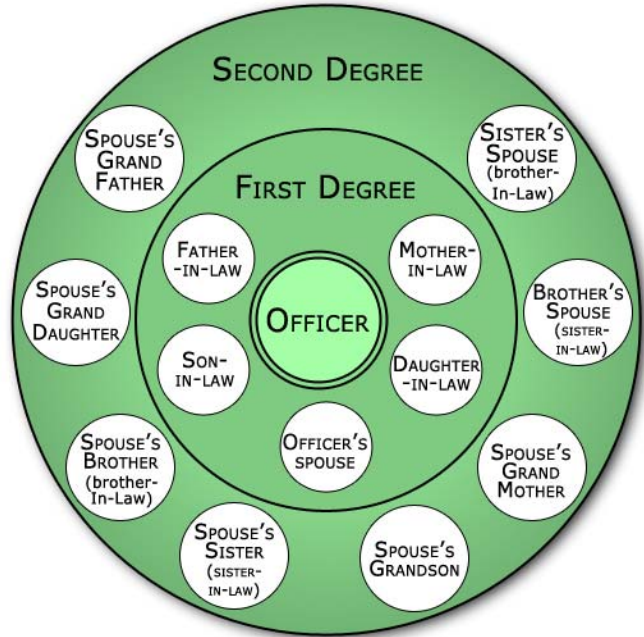 SECOND DEGREE
SPOUSE'S
GRAND
FATHER
SISTER'S
SPOUSE
(brother-
In-Law)
FIRST DEGREE
FATHER
-IN-LAW
MOTHER-
IN-LAW
SPOUSE'S
GRAND
DAUGHTER
OFFICER
BROTHER'S
SPOUSE
(SISTER-
IN-LAW)
SON-
IN-LAW
DAUGHTER
-IN-LAW
SPOUSE'S
BROTHER
(brother-
In-Law)
OFFICER'S
SPOUSE
SPOUSE'S
GRAND
MOTHER
SPOUSE'S
SISTER
(SISTER-
IN-LAW)
SPOUSE'S
GRANDSON